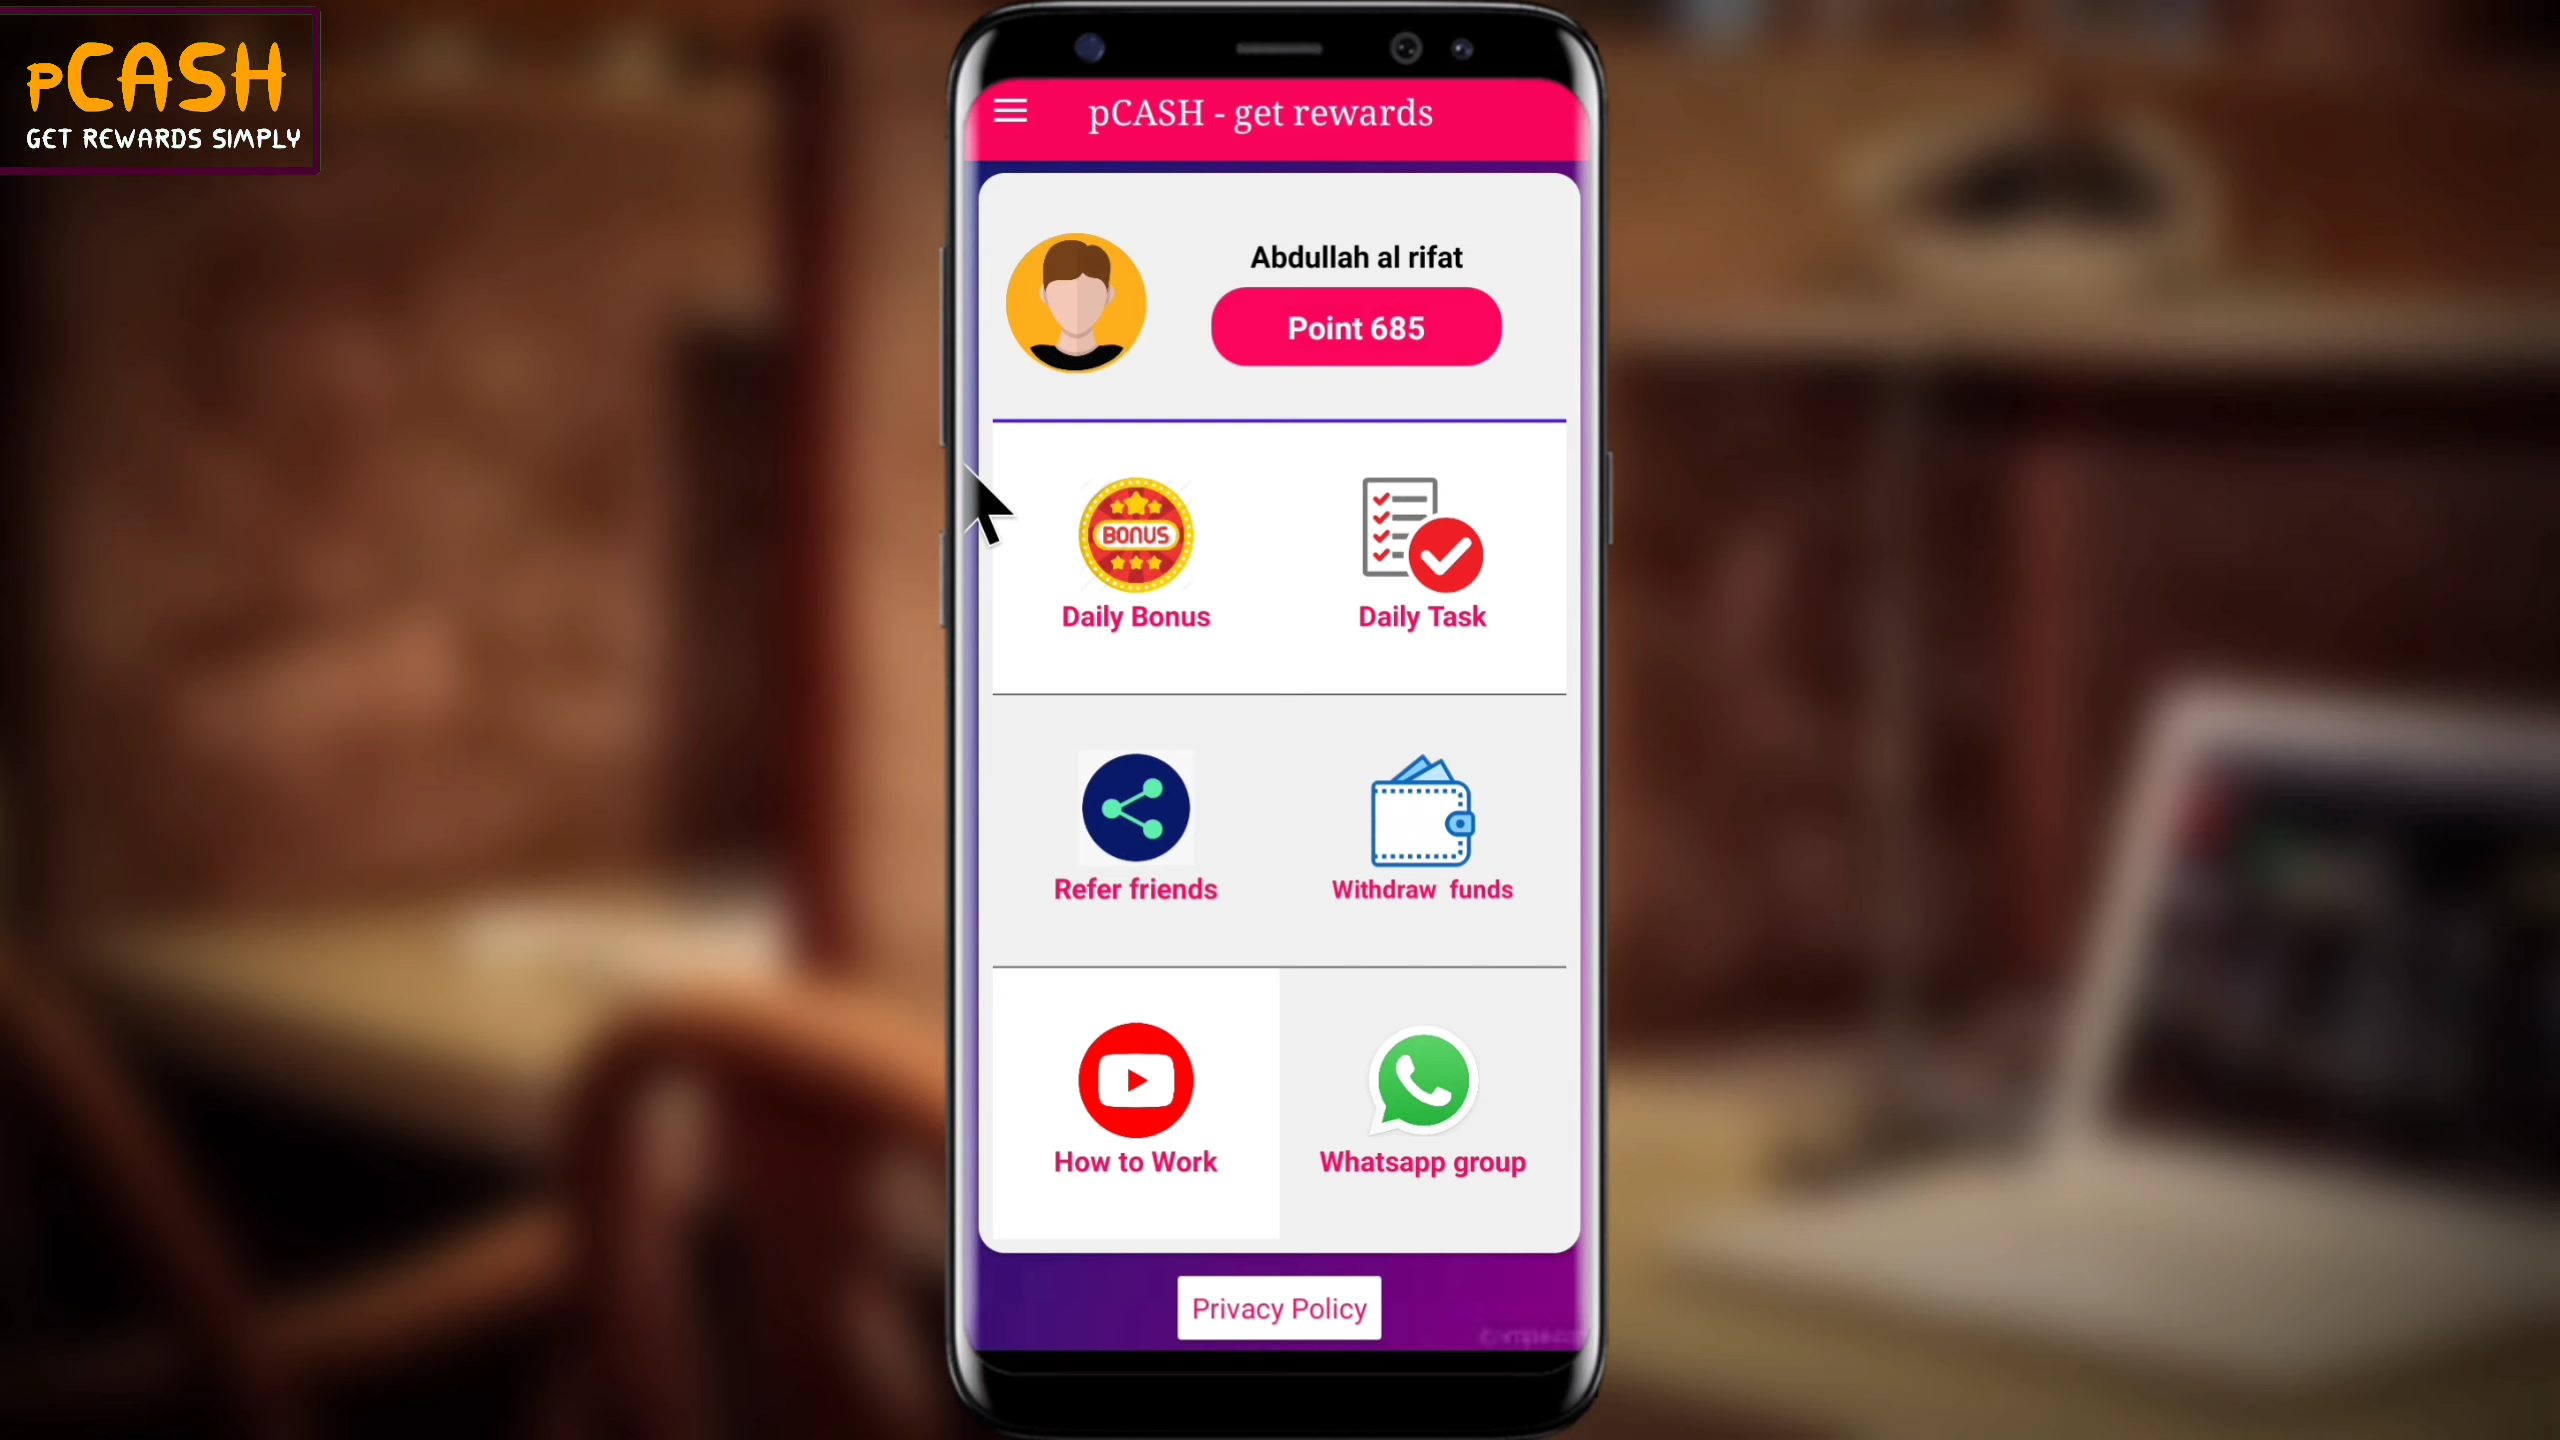 pCASH
GET REWARDS SIMPLY
pCASH - get rewards
Abdullah al rifat
Point 685
BONUS
Daily Bonus
Daily Task
Refer friends
Withdraw funds
How to Work
Whatsapp group
Privacy Policy